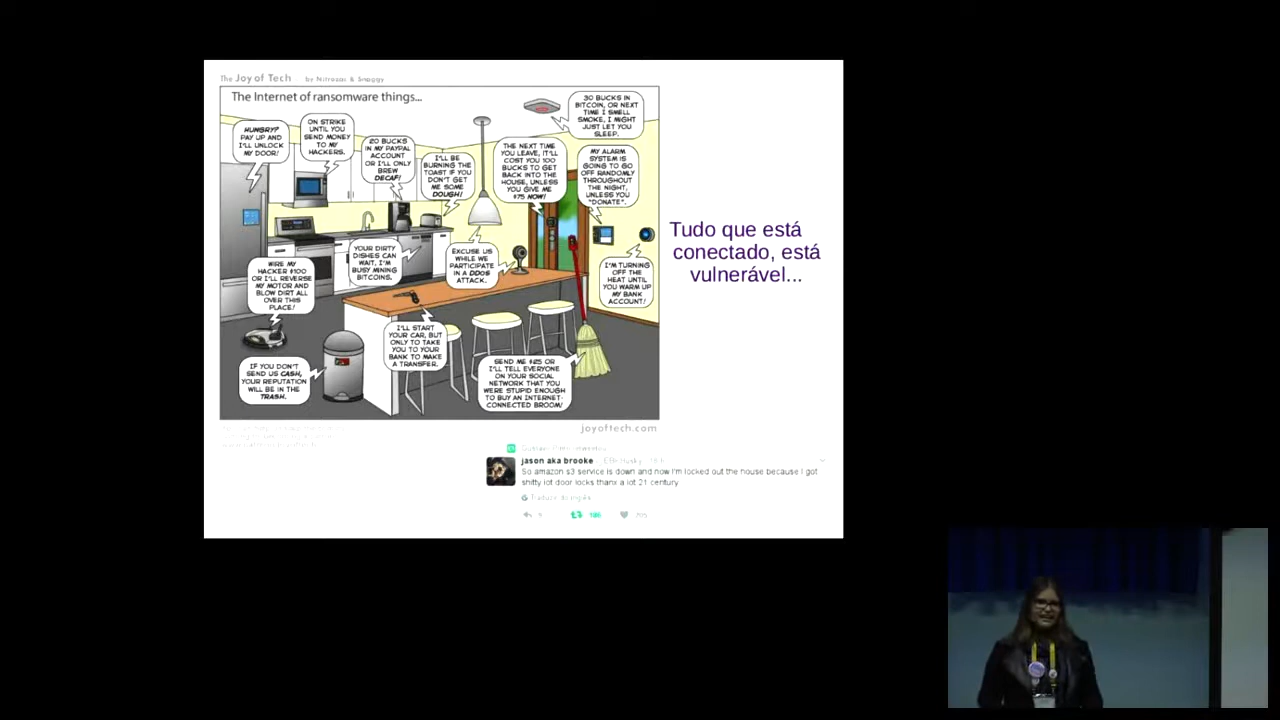 The Joy of Tech by Nitrozac & Snaggy
The Internet of ransomware things...
HUNGRY?
PAY UP AND
I'LL UNLOCK
MY DOOR!
ON STRIKE
UNTIL YOU
SEND MONEY
TO MY
HACKERS.
20 BUCKS
IN MY PAYPAL
ACCOUNT
OR I'LL ONLY
BREW
DECAF!
I'LL BE
BURNING THE
TOAST IF YOU
DON'T GET
ME SOME
DOUGH!
THE NEXT TIME
YOU LEAVE, IT'LL
COST YOU 100
BUCKS TO GET
BACK INTO THE
HOUSE, UNLESS
YOU GIVE ME
$75 NOW!
30 BUCKS IN
BITCOIN, OR NEXT
TIME I SMELL
SMOKE, I MIGHT
JUST LET YOU
SLEEP.
MY ALARM
SYSTEM IS
GOING TO GO
OFF RANDOMLY
THROUGHOUT
THE NIGHT,
UNLESS YOU
"DONATE".
WIRE MY
HACKER $100
OR I'LL REVERSE
MY MOTOR AND
BLOW DIRT ALL
OVER THIS
PLACE!
YOUR DIRTY
DISHES CAN
WAIT, I'M
BUSY MINING
BITCOINS.
EXCUSE US
WHILE WE
PARTICIPATE
IN A DDOS
ATTACK.
I'M TURNING
OFF THE
HEAT UNTIL
YOU WARM UP
MY BANK
ACCOUNT!
IF YOU DON'T
SEND US CASH,
YOUR REPUTATION
WILL BE IN THE
TRASH.
I'LL START
YOUR CAR, BUT
ONLY TO TAKE
YOU TO YOUR
BANK TO MAKE
A TRANSFER.
SEND ME $25 OR
I'LL TELL EVERYONE
ON YOUR SOCIAL
NETWORK THAT YOU
WERE STUPID ENOUGH
TO BUY AN INTERNET-
CONNECTED BROOM!
joyoftech.com
Tudo que está
conectado, está
vulnerável...
jason aka brooke
So amazon s3 service is down and now I'm locked out the house because I got
shitty iot door locks thanx a lot 21 century